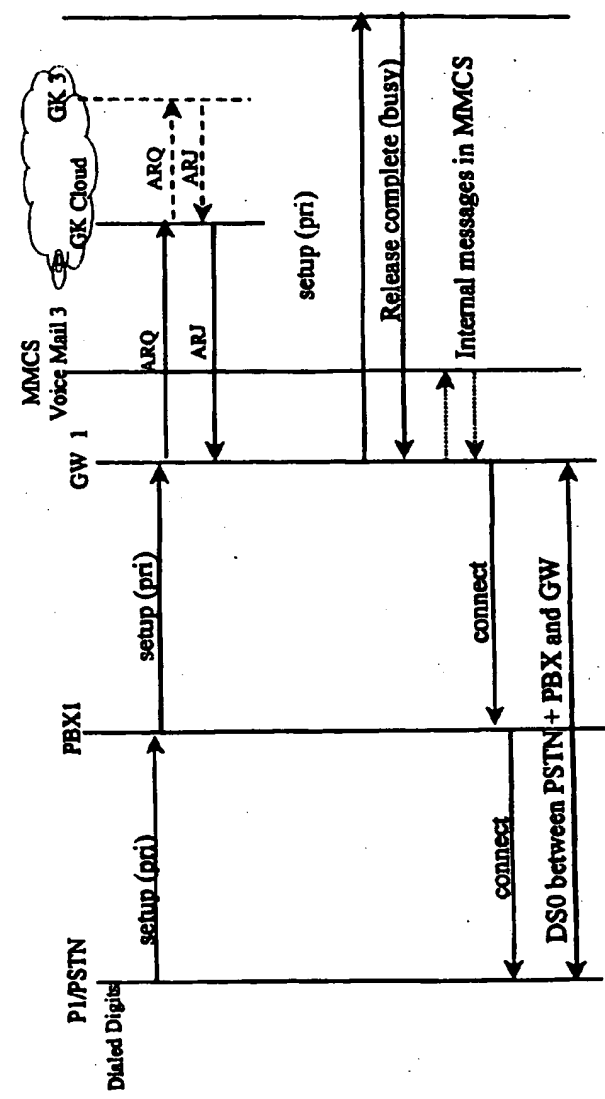 MMCS
Voice Mail 3
GK Cloud
GK 3
P1/PSTN
PBX1
GW 1
Dialed Digits
setup (pri)
setup (pri)
ARQ
ARQ
ARJ
ARJ
setup (pri)
Release complete (busy)
Internal messages in MMCS
connect
connect
DS0 between PSTN + PBX and GW